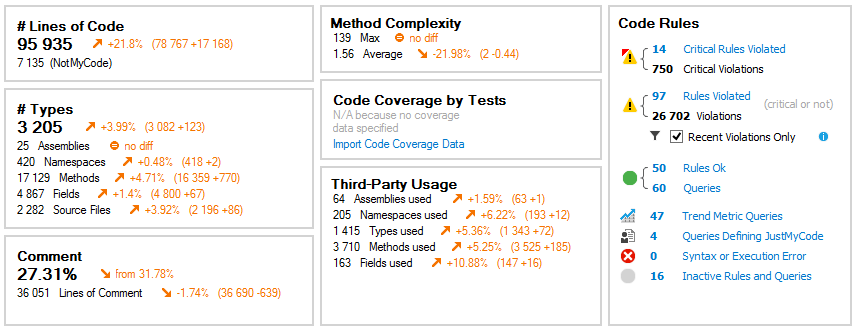 # Lines of Code
95 935 +21.8% (78 767 +17 168)
7 135 (NotMyCode)
# Types
3 205 +3.99% (3 082 +123)
25 Assemblies no diff
420 Namespaces +0.48% (418 +2)
17 129 Methods +4.71% (16 359 +770)
4 867 Fields +1.4% (4 800 +67)
2 282 Source Files +3.92% (2 196 +86)
Comment
27.31% from 31.78%
36 051 Lines of Comment -1.74% (36 690 -639)
Method Complexity
139 Max no diff
1.56 Average -21.98% (2 -0.44)
Code Coverage by Tests
N/A because no coverage
data specified
Import Code Coverage Data
Third-Party Usage
64 Assemblies used +1.59% (63 +1)
205 Namespaces used +6.22% (193 +12)
1 415 Types used +5.36% (1 343 +72)
3 710 Methods used +5.25% (3 525 +185)
163 Fields used +10.88% (147 +16)
Code Rules
14 Critical Rules Violated
750 Critical Violations
97 Rules Violated
(critical or not)
26 702 Violations
Recent Violations Only
50 Rules Ok
60 Queries
47 Trend Metric Queries
4 Queries Defining JustMyCode
0 Syntax or Execution Error
16 Inactive Rules and Queries